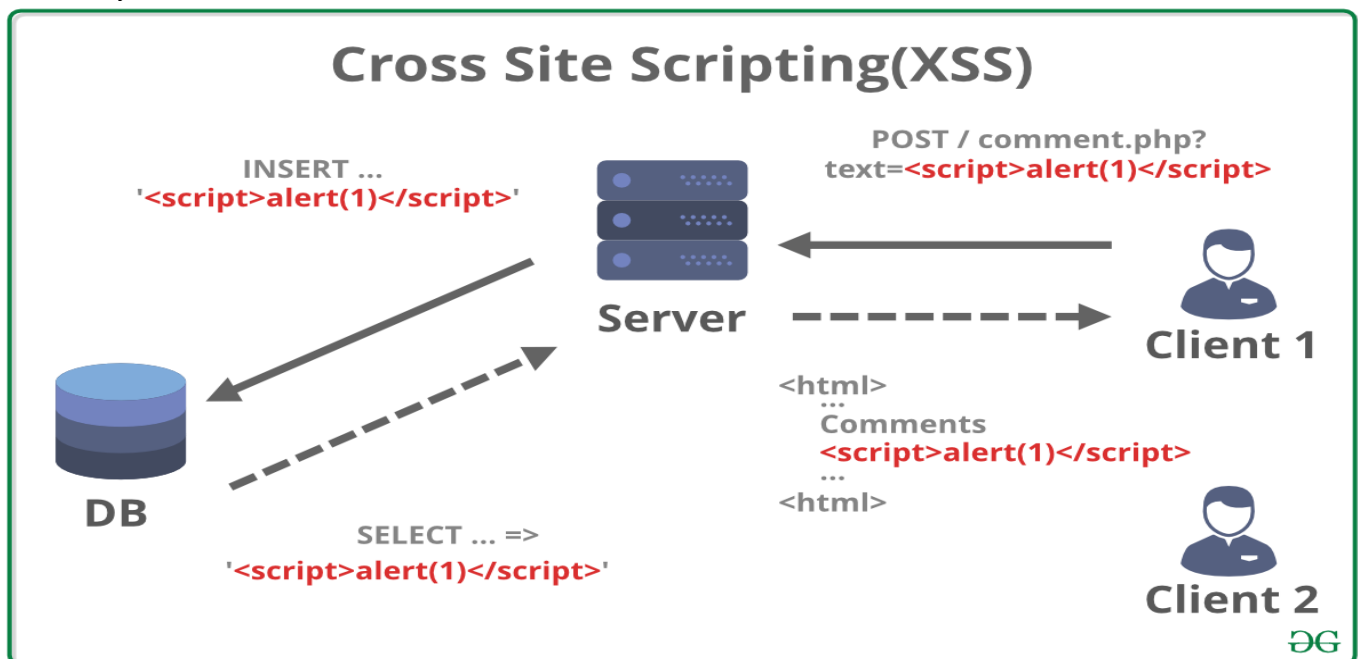 Cross Site Scripting(XSS)
POST / comment.php?
text=<script>alert(1)</script>
INSERT ...
'<script>alert(1)</script>'
Server
Client 1
<html>
...
Comments
<script>alert(1)</script>
...
<html>
DB
SELECT ... =>
'<script>alert(1)</script>'
Client 2